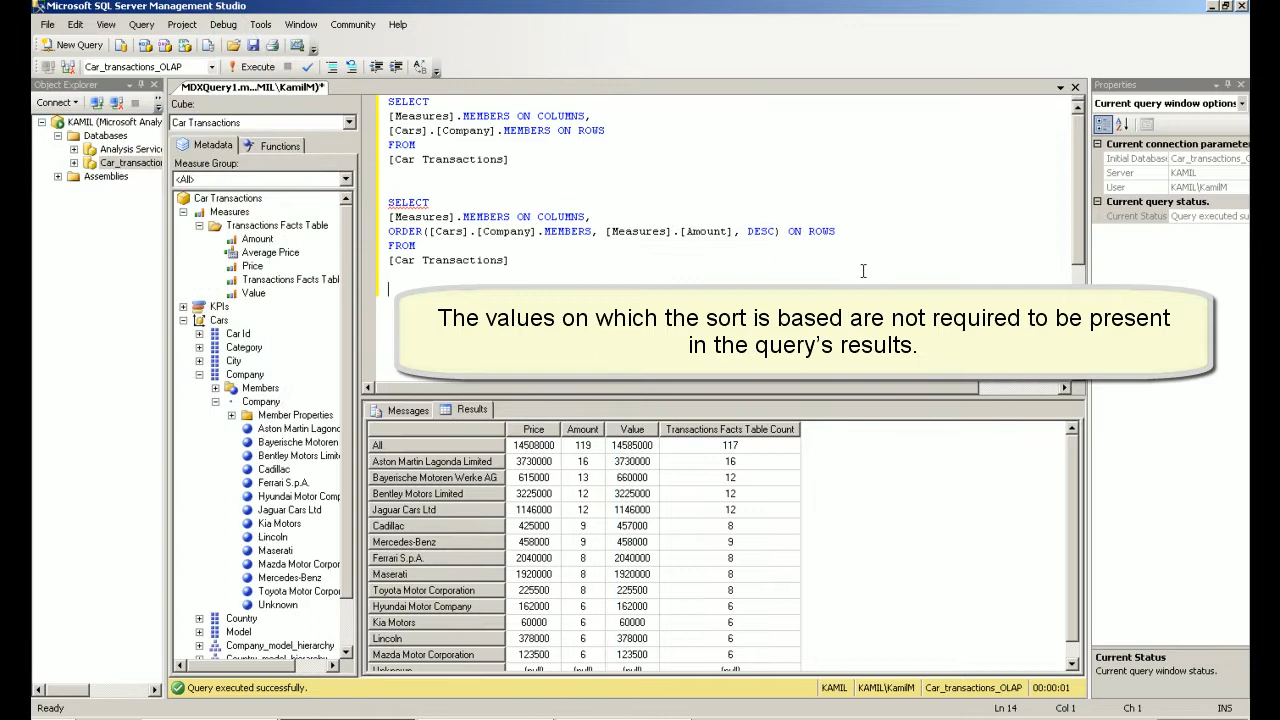 Microsoft SQL Server Management Studio
File Edit View Query Project Debug Tools Window Community Help
New Query
Car_transactions_OLAP Execute
Object Explorer
Connect
KAMIL (Microsoft Analy
Databases
Analysis Servic
Car_transactio
Assemblies
MDXQuery1.m...MIL\KamilM)*
Cube:
Car Transactions
Metadata Functions
Measure Group:
<All>
Car Transactions
Measures
Transactions Facts Table
Amount
Average Price
Price
Transactions Facts Tabl
Value
KPIs
Cars
Car Id
Category
City
Company
Members
Company
Member Properties
Aston Martin Lagond
Bayerische Motoren
Bentley Motors Limit
Cadillac
Ferrari S.p.A.
Hyundai Motor Comp
Jaguar Cars Ltd
Kia Motors
Lincoln
Maserati
Mazda Motor Corpor
Mercedes-Benz
Toyota Motor Corpo
Unknown
Country
Model
Company_model_hierarchy
Country_model_hierarchy
SELECT
[Measures].MEMBERS ON COLUMNS,
[Cars].[Company].MEMBERS ON ROWS
FROM
[Car Transactions]
SELECT
[Measures].MEMBERS ON COLUMNS,
ORDER([Cars].[Company].MEMBERS, [Measures].[Amount], DESC) ON ROWS
FROM
[Car Transactions]
The values on which the sort is based are not required to be present
in the query's results.
Messages Results
Price Amount Value Transactions Facts Table Count
All 14508000 119 14585000 117
Aston Martin Lagonda Limited 3730000 16 3730000 16
Bayerische Motoren Werke AG 615000 13 660000 12
Bentley Motors Limited 3225000 12 3225000 12
Jaguar Cars Ltd 1146000 12 1146000 12
Cadillac 425000 9 457000 8
Mercedes-Benz 458000 9 458000 9
Ferrari S.p.A. 2040000 8 2040000 8
Maserati 1920000 8 1920000 8
Toyota Motor Corporation 225500 8 225500 8
Hyundai Motor Company 162000 6 162000 6
Kia Motors 60000 6 60000 6
Lincoln 378000 6 378000 6
Mazda Motor Corporation 123500 6 123500 6
Unknown (null) (null) (null) (null)
Properties
Current query window options
Current connection parameter
Initial Database Car_transactions_O
Server KAMIL
User KAMIL\KamilM
Current query status.
Current Status Query executed su
Current Status
Current query window status.
Query executed successfully. KAMIL KAMIL\KamilM Car_transactions_OLAP 00:00:01
Ready Ln 14 Col 1 Ch 1 INS